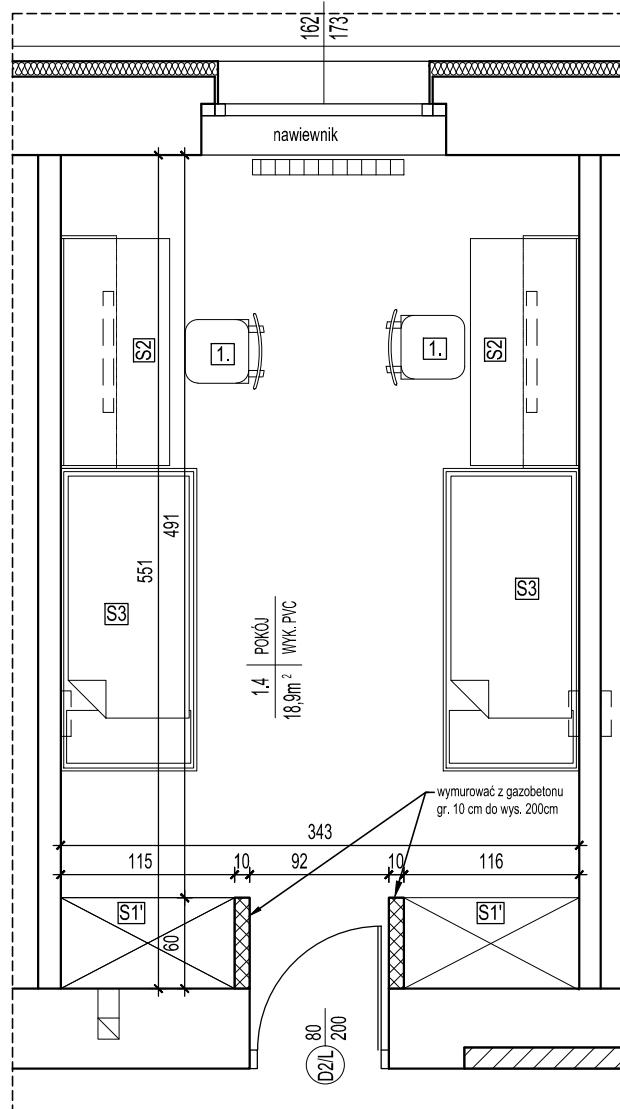 162
173
nawiewnik
S2
1.
1.
S2
491
551
S3
S3
1.4 POKÓJ
18,9m² WYK. PVC
wymurować z gazobetonu
gr. 10 cm do wys. 200cm
343
115
10
92
10
116
S1'
S1'
60
80
200
D2/L